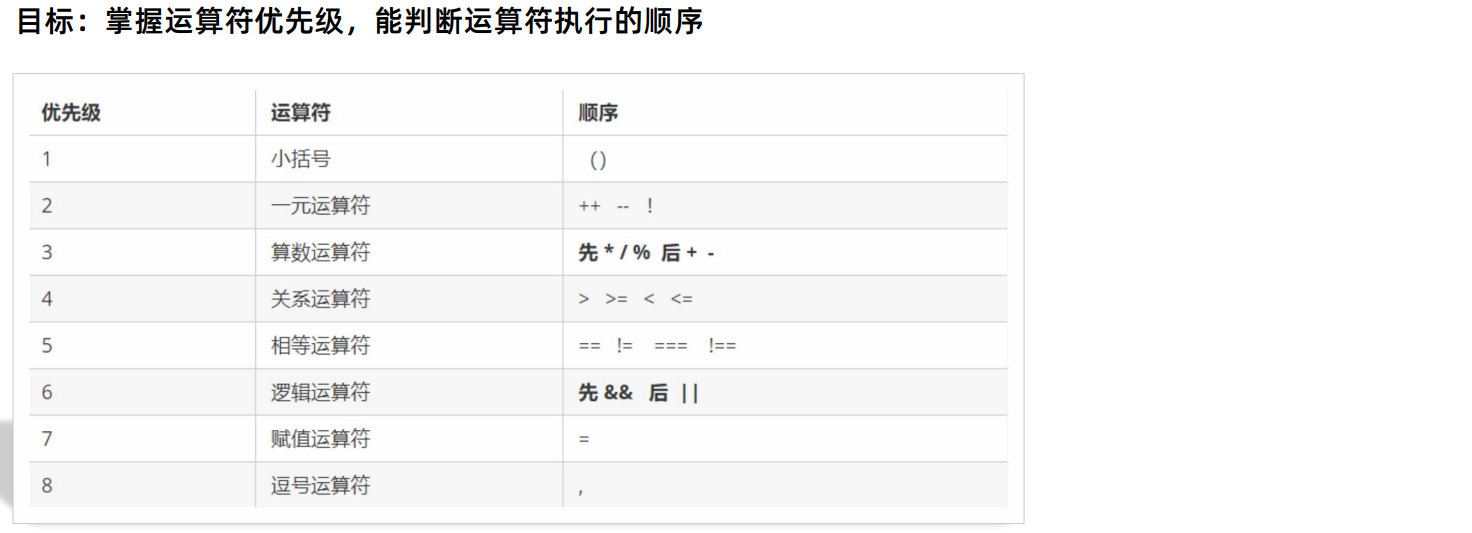 目标：掌握运算符优先级，能判断运算符执行的顺序
优先级 运算符 顺序
1 小括号 ()
2 一元运算符 ++ -- !
3 算数运算符 先 * / % 后 + -
4 关系运算符 > >= < <=
5 相等运算符 == != === !==
6 逻辑运算符 先 && 后 ||
7 赋值运算符 =
8 逗号运算符 ,